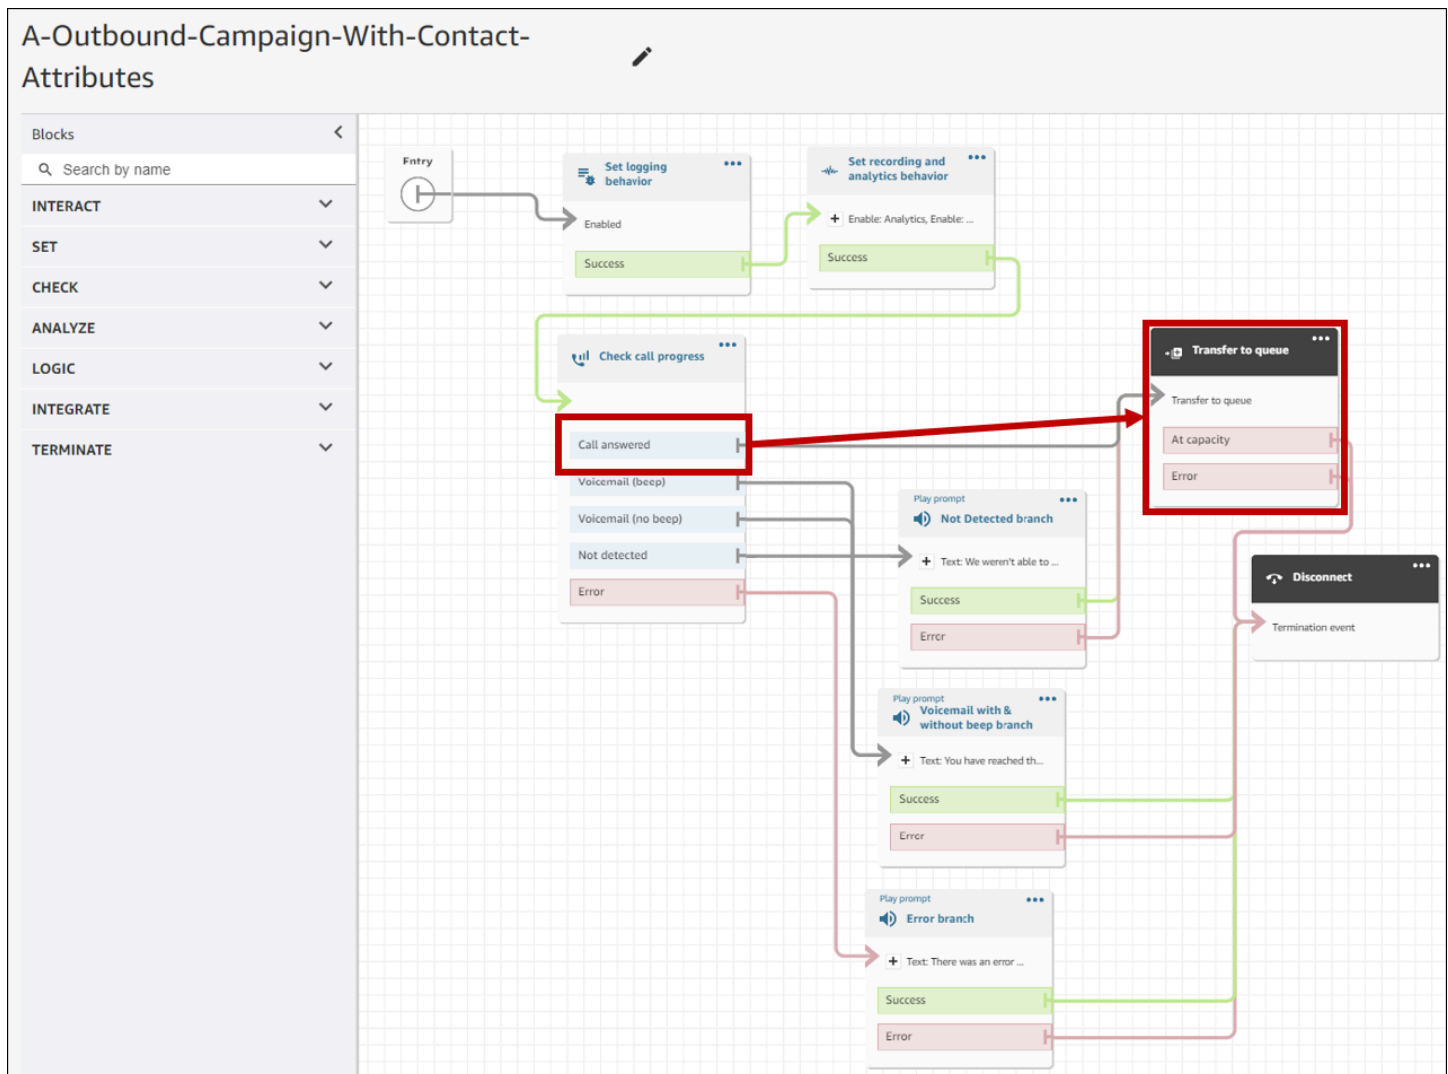 A-Outbound-Campaign-With-Contact-
Attributes
Blocks
Search by name
INTERACT
SET
CHECK
ANALYZE
LOGIC
INTEGRATE
TERMINATE
Entry
Set logging
behavior
Enabled
Success
Set recording and
analytics behavior
Enable: Analytics, Enable: ...
Success
Check call progress
Call answered
Voicemail (beep)
Voicemail (no beep)
Not detected
Error
Transfer to queue
Transfer to queue
At capacity
Error
Play prompt
Not Detected branch
Text: We weren't able to ...
Success
Error
Disconnect
Termination event
Play prompt
Voicemail with &
without beep branch
Text: You have reached th...
Success
Error
Play prompt
Error branch
Text: There was an error ...
Success
Error